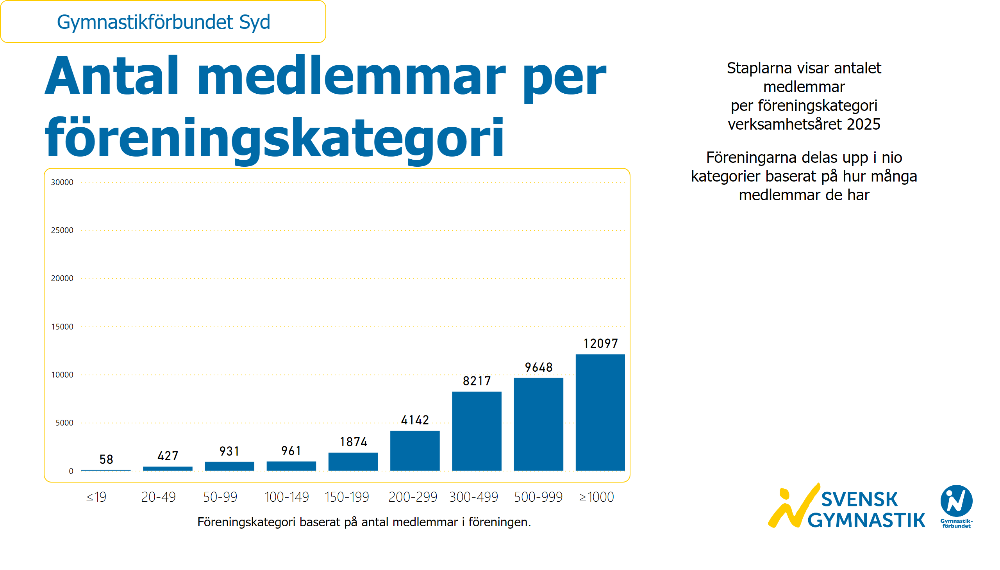 Gymnastikförbundet Syd
Antal medlemmar per
föreningskategori
Staplarna visar antalet
medlemmar
per föreningskategori
verksamhetsåret 2025
Föreningarna delas upp i nio
kategorier baserat på hur många
medlemmar de har
30000
25000
20000
15000
10000
5000
0
58
427
931
961
1874
4142
8217
9648
12097
≤19
20-49
50-99
100-149
150-199
200-299
300-499
500-999
≥1000
Föreningskategori baserat på antal medlemmar i föreningen.
SVENSK
GYMNASTIK
Gymnastik-
förbundet